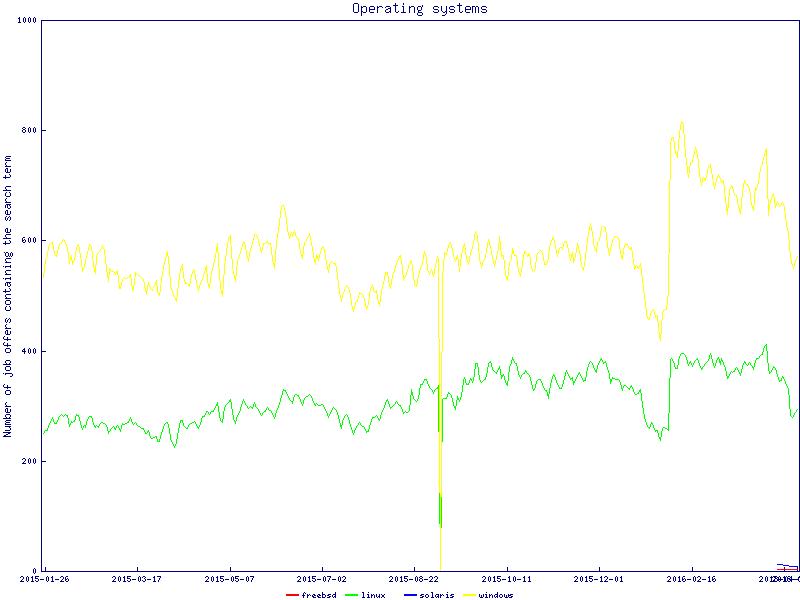 Operating systems
Number of job offers containing the search term
1000
800
600
400
200
0
2015-01-26 2015-03-17 2015-05-07 2015-07-02 2015-08-22 2015-10-11 2015-12-01 2016-02-16
freebsd linux solaris windows